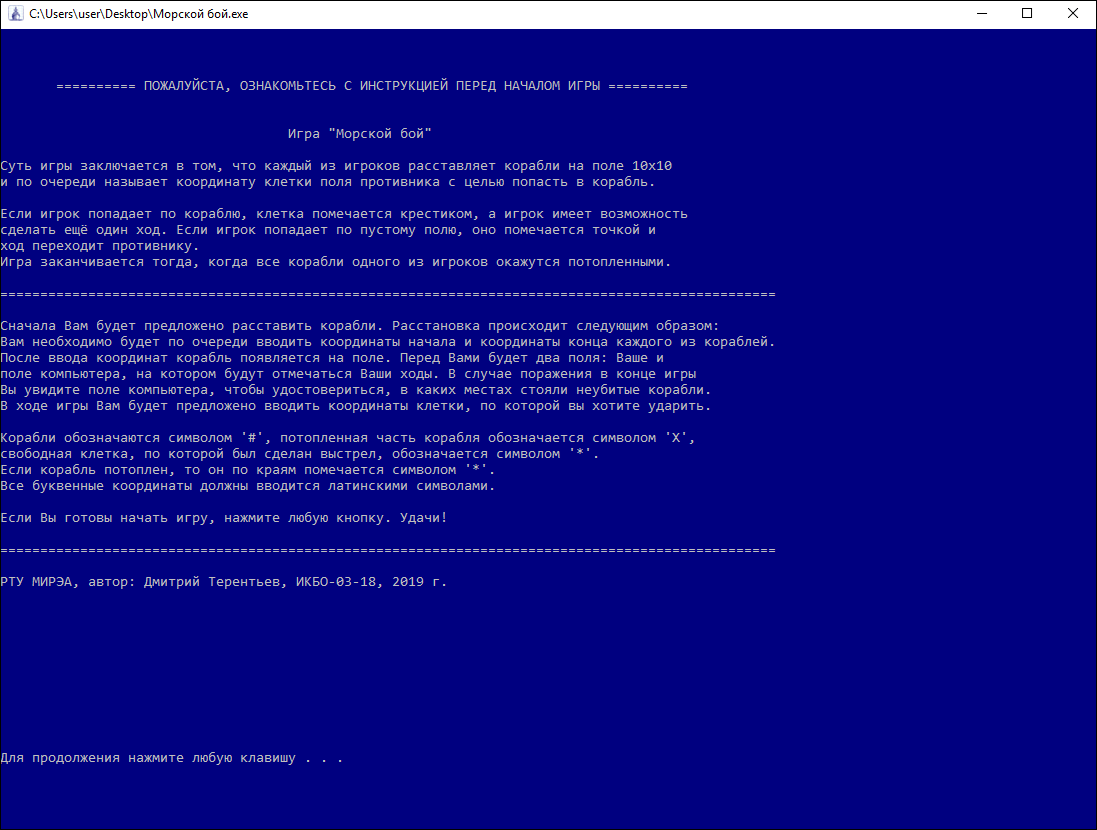 C:\Users\user\Desktop\Морской бой.exe
========== ПОЖАЛУЙСТА, ОЗНАКОМЬТЕСЬ С ИНСТРУКЦИЕЙ ПЕРЕД НАЧАЛОМ ИГРЫ ==========
Игра "Морской бой"
Суть игры заключается в том, что каждый из игроков расставляет корабли на поле 10x10
и по очереди называет координату клетки поля противника с целью попасть в корабль.
Если игрок попадает по кораблю, клетка помечается крестиком, а игрок имеет возможность
сделать ещё один ход. Если игрок попадает по пустому полю, оно помечается точкой и
ход переходит противнику.
Игра заканчивается тогда, когда все корабли одного из игроков окажутся потопленными.
=================================================================================================
Сначала Вам будет предложено расставить корабли. Расстановка происходит следующим образом:
Вам необходимо будет по очереди вводить координаты начала и координаты конца каждого из кораблей.
После ввода координат корабль появляется на поле. Перед Вами будет два поля: Ваше и
поле компьютера, на котором будут отмечаться Ваши ходы. В случае поражения в конце игры
Вы увидите поле компьютера, чтобы удостовериться, в каких местах стояли неубитые корабли.
В ходе игры Вам будет предложено вводить координаты клетки, по которой вы хотите ударить.
Корабли обозначаются символом '#', потопленная часть корабля обозначается символом 'X',
свободная клетка, по которой был сделан выстрел, обозначается символом '*'.
Если корабль потоплен, то он по краям помечается символом '*'.
Все буквенные координаты должны вводится латинскими символами.
Если Вы готовы начать игру, нажмите любую кнопку. Удачи!
=================================================================================================
РТУ МИРЭА, автор: Дмитрий Терентьев, ИКБО-03-18, 2019 г.
Для продолжения нажмите любую клавишу . . .